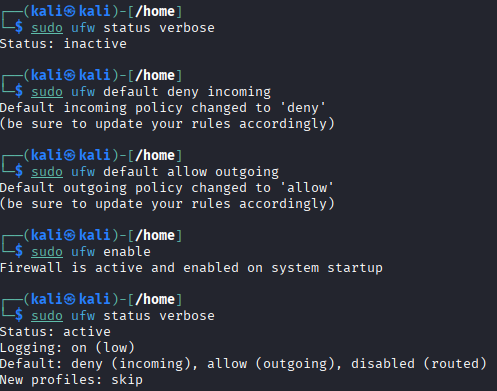 ┌──(kali㉿kali)-[/home]
└─$ sudo ufw status verbose
Status: inactive
┌──(kali㉿kali)-[/home]
└─$ sudo ufw default deny incoming
Default incoming policy changed to 'deny'
(be sure to update your rules accordingly)
┌──(kali㉿kali)-[/home]
└─$ sudo ufw default allow outgoing
Default outgoing policy changed to 'allow'
(be sure to update your rules accordingly)
┌──(kali㉿kali)-[/home]
└─$ sudo ufw enable
Firewall is active and enabled on system startup
┌──(kali㉿kali)-[/home]
└─$ sudo ufw status verbose
Status: active
Logging: on (low)
Default: deny (incoming), allow (outgoing), disabled (routed)
New profiles: skip